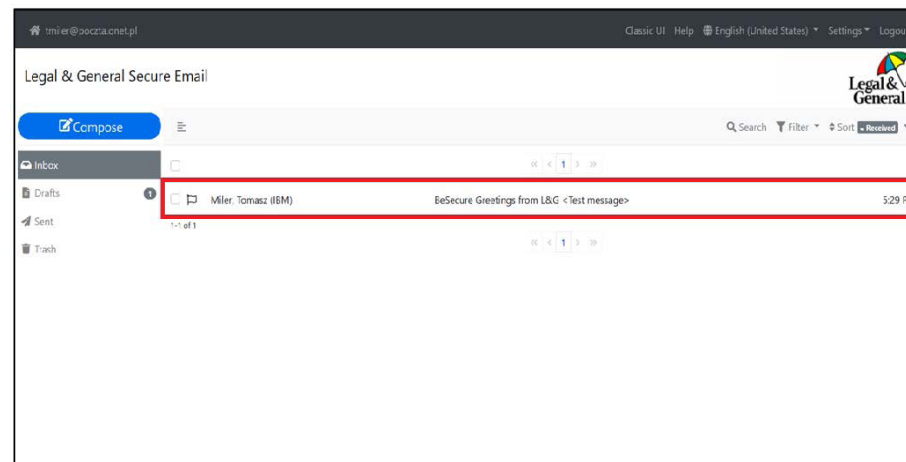 tmiler@poczta.onet.pl Classic UI Help English (United States) Settings Logou
Legal & General Secure Email
Legal &
General
Compose Search Filter Sort Received
Inbox « < 1 > »
Drafts 1
Miler, Tomasz (IBM) BeSecure Greetings from L&G <Test message> 5:29 P
Sent
1-1 of 1
Trash « < 1 > »